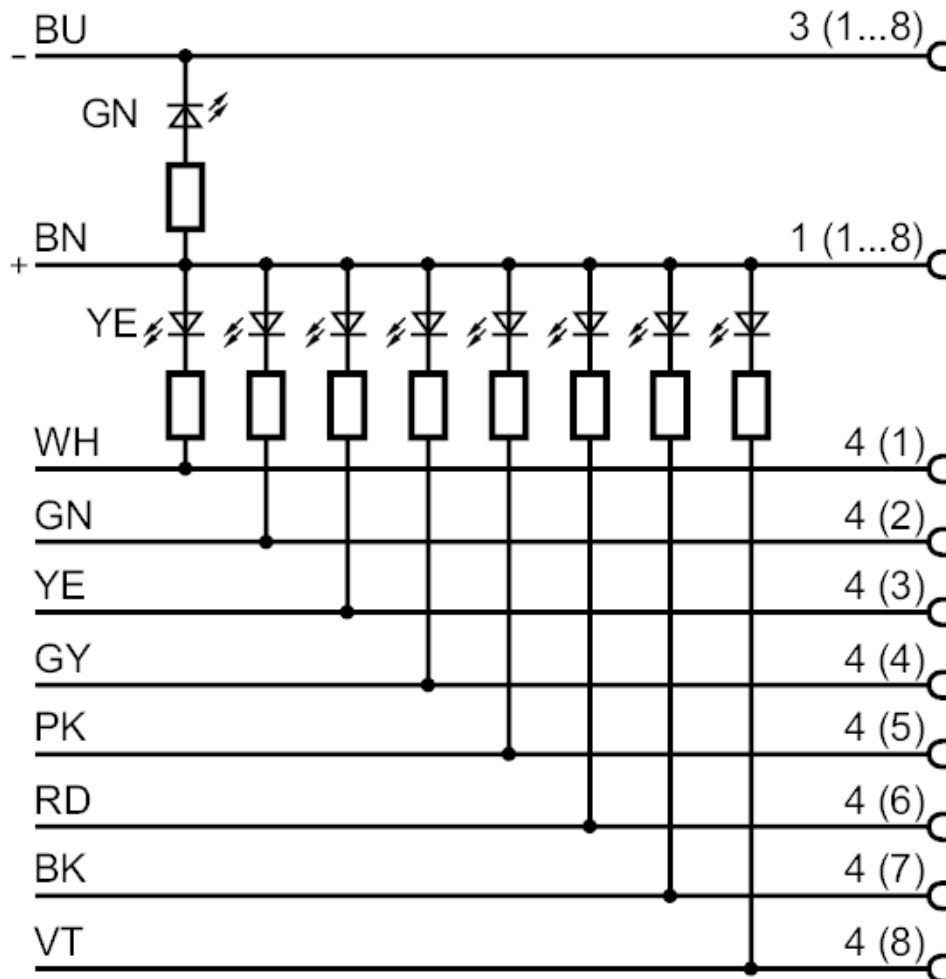 BU 3 (1...8)
-
GN
BN 1 (1...8)
+
YE
WH 4 (1)
GN 4 (2)
YE 4 (3)
GY 4 (4)
PK 4 (5)
RD 4 (6)
BK 4 (7)
VT 4 (8)